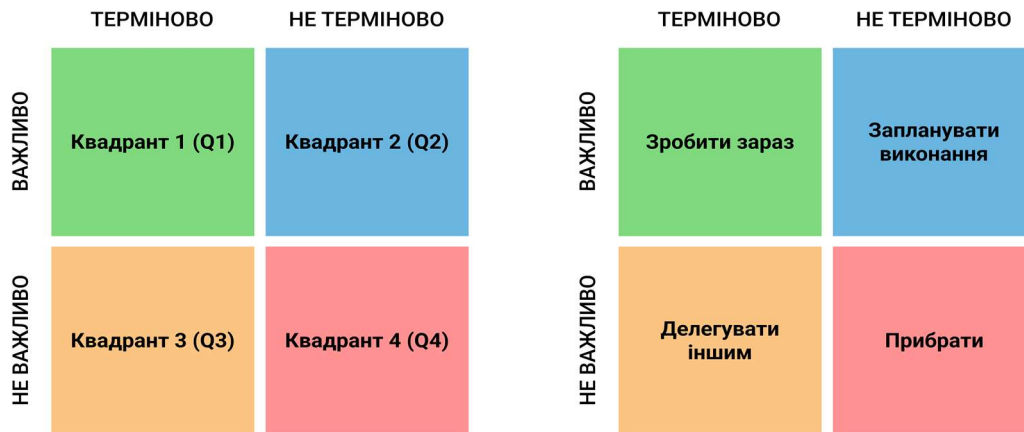 ТЕРМІНОВО НЕ ТЕРМІНОВО
ВАЖЛИВО
Квадрант 1 (Q1)
Квадрант 2 (Q2)
НЕ ВАЖЛИВО
Квадрант 3 (Q3)
Квадрант 4 (Q4)
ТЕРМІНОВО НЕ ТЕРМІНОВО
ВАЖЛИВО
Зробити зараз
Запланувати
виконання
НЕ ВАЖЛИВО
Делегувати
іншим
Прибрати